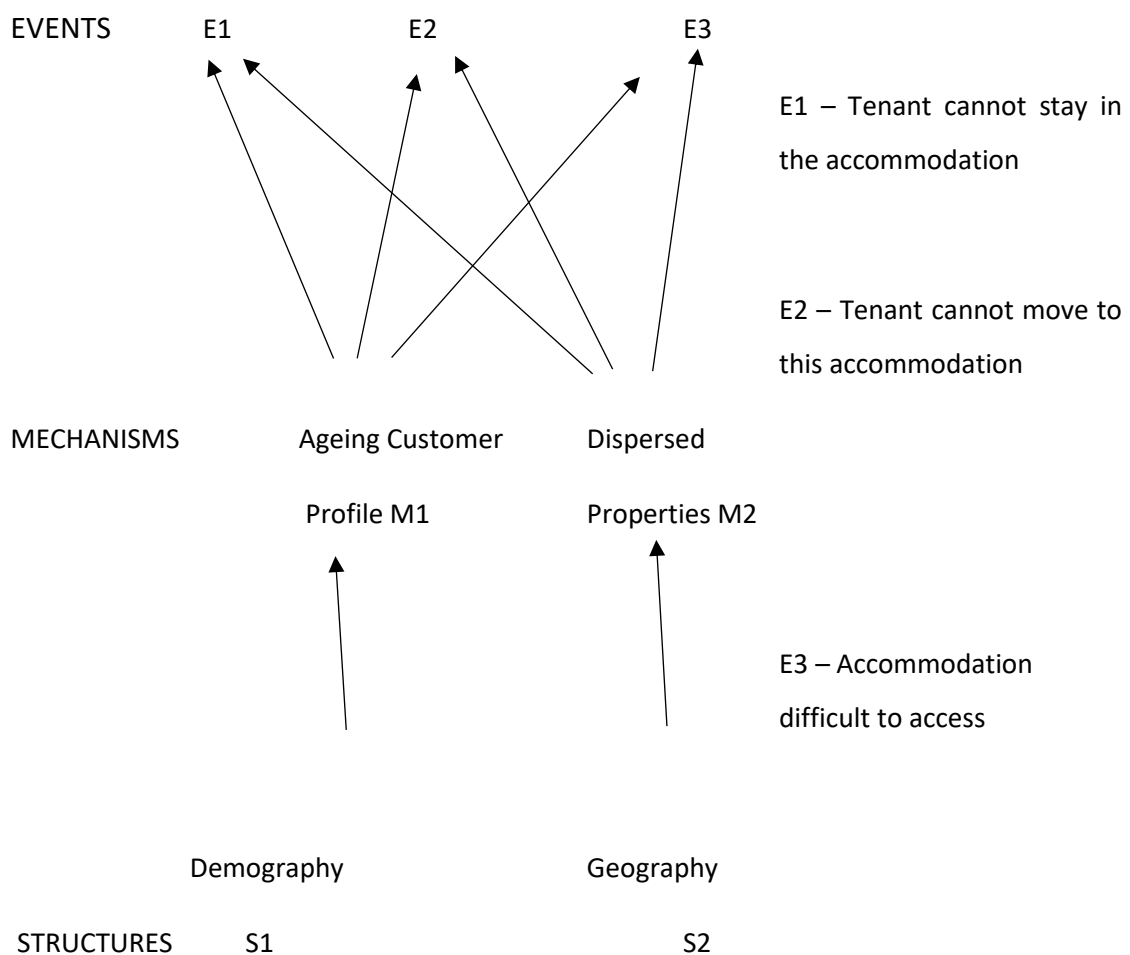 EVENTS E1 E2 E3
E1 – Tenant cannot stay in
the accommodation
E2 – Tenant cannot move to
this accommodation
MECHANISMS Ageing Customer Dispersed
Profile M1 Properties M2
E3 – Accommodation
difficult to access
Demography Geography
STRUCTURES S1 S2